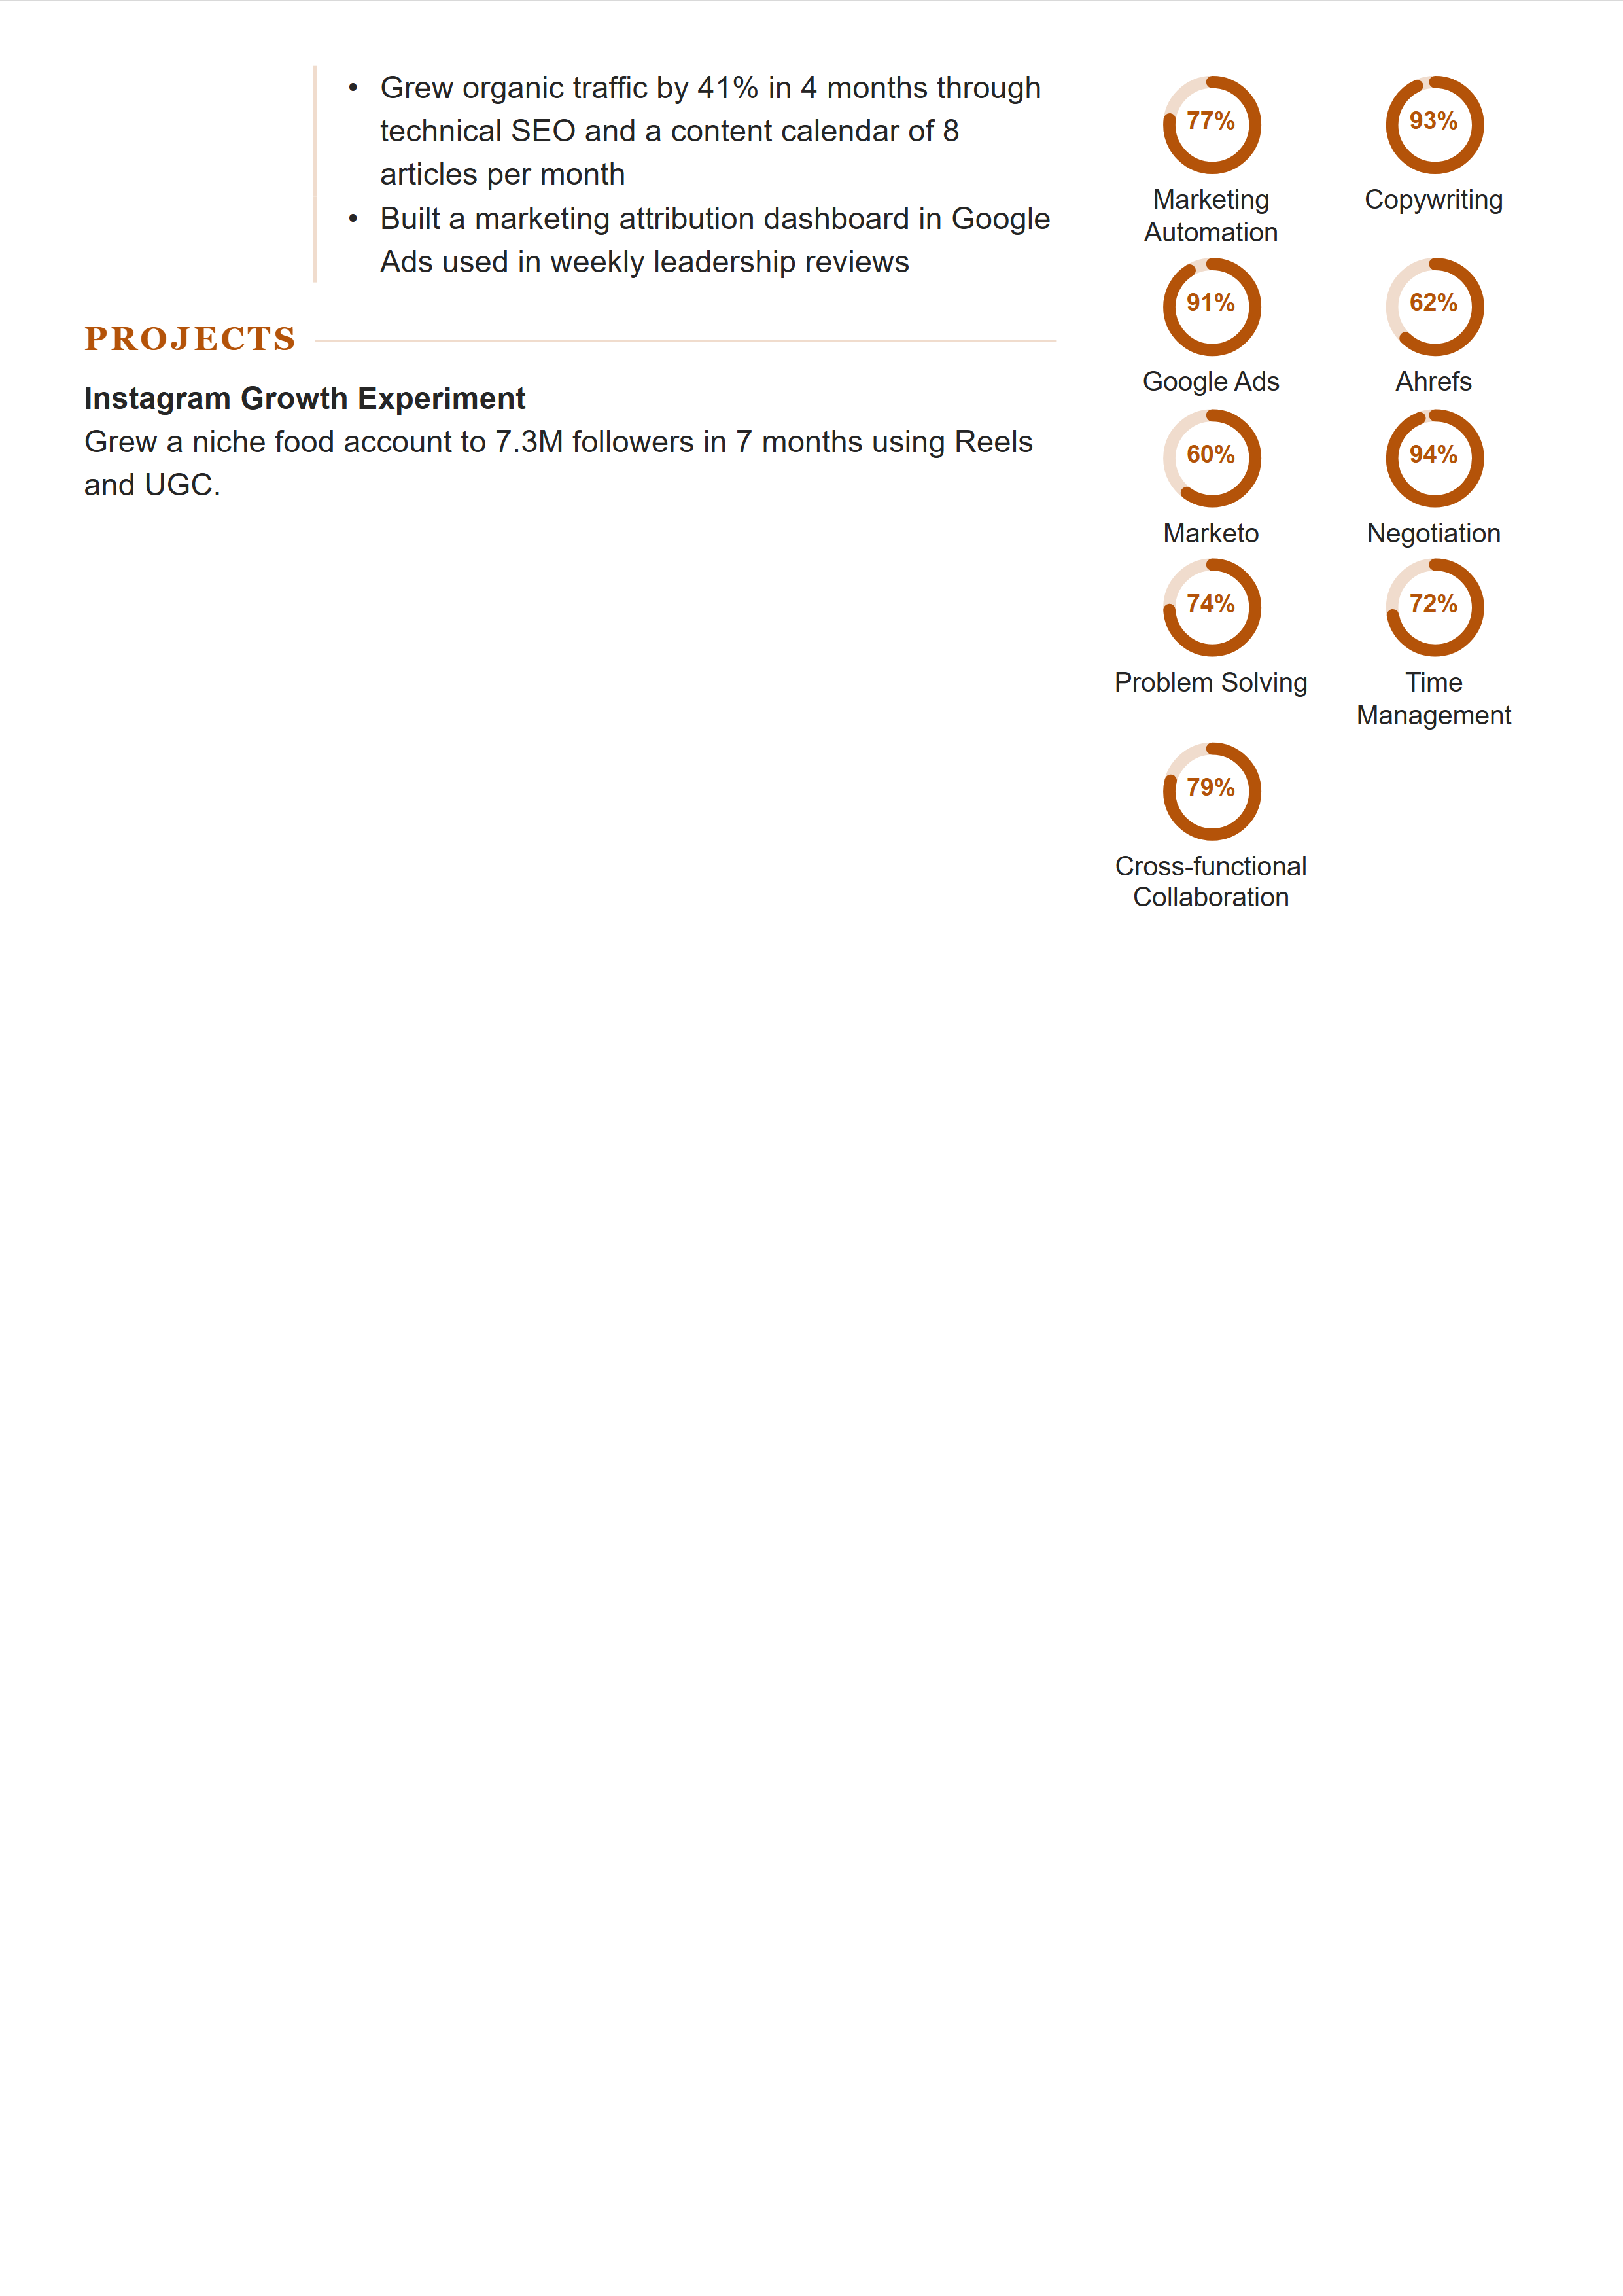 • Grew organic traffic by 41% in 4 months through
technical SEO and a content calendar of 8
articles per month
• Built a marketing attribution dashboard in Google
Ads used in weekly leadership reviews
PROJECTS
Instagram Growth Experiment
Grew a niche food account to 7.3M followers in 7 months using Reels
and UGC.
77%
Marketing
Automation
93%
Copywriting
91%
Google Ads
62%
Ahrefs
60%
Marketo
94%
Negotiation
74%
Problem Solving
72%
Time
Management
79%
Cross-functional
Collaboration